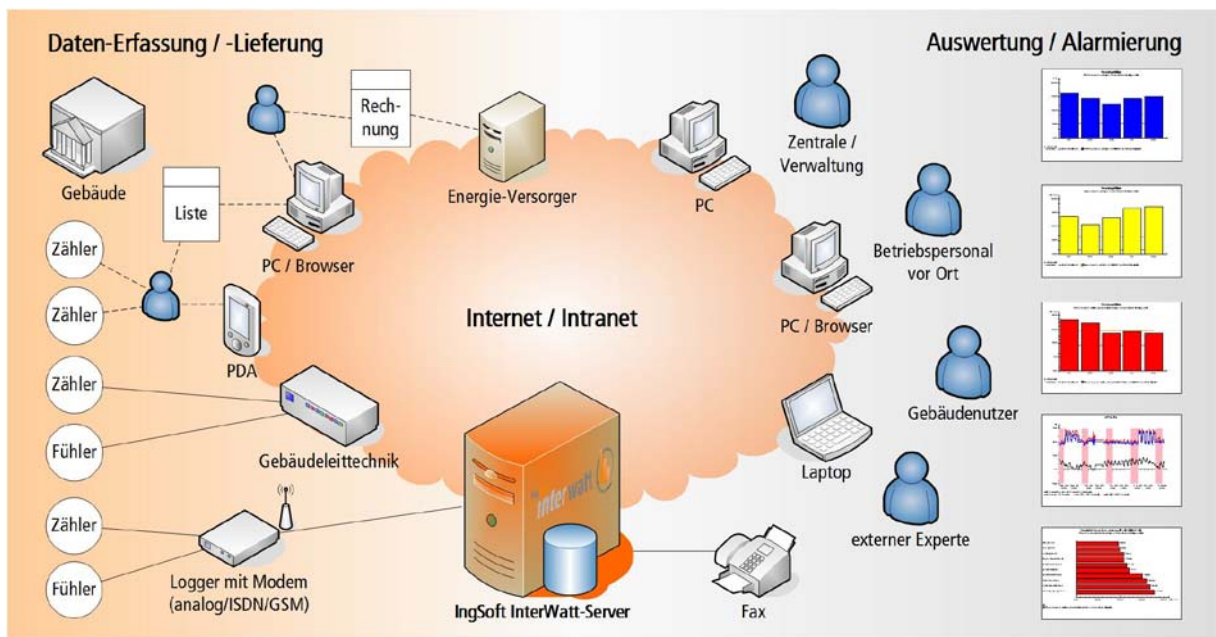 Daten-Erfassung / -Lieferung
Auswertung / Alarmierung
Gebäude
Rech-
nung
Energie-Versorger
PC
Zentrale /
Verwaltung
Liste
PC / Browser
Zähler
Zähler
PDA
Internet / Intranet
PC / Browser
Betriebspersonal
vor Ort
Zähler
Fühler
Gebäudeleittechnik
Gebäudenutzer
Laptop
Zähler
Fühler
Logger mit Modem
(analog/ISDN/GSM)
interwatt
IngSoft InterWatt-Server
Fax
externer Experte